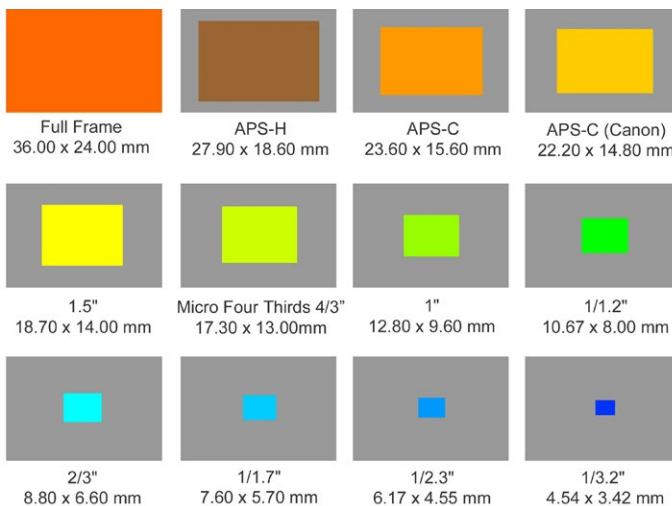 Full Frame
36.00 x 24.00 mm
APS-H
27.90 x 18.60 mm
APS-C
23.60 x 15.60 mm
APS-C (Canon)
22.20 x 14.80 mm
1.5"
18.70 x 14.00 mm
Micro Four Thirds 4/3”
17.30 x 13.00mm
1"
12.80 x 9.60 mm
1/1.2"
10.67 x 8.00 mm
2/3"
8.80 x 6.60 mm
1/1.7"
7.60 x 5.70 mm
1/2.3"
6.17 x 4.55 mm
1/3.2"
4.54 x 3.42 mm